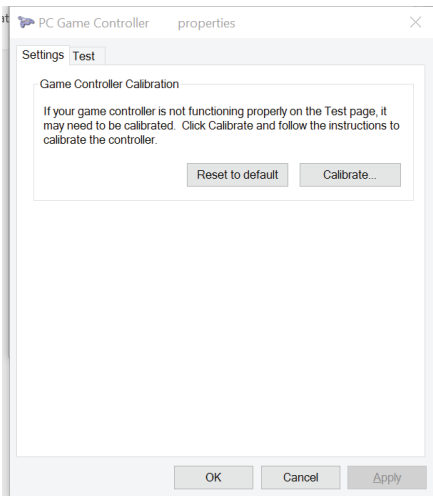 at
PC Game Controller properties
Settings Test
Game Controller Calibration
If your game controller is not functioning properly on the Test page, it
may need to be calibrated. Click Calibrate and follow the instructions to
calibrate the controller.
Reset to default Calibrate...
OK Cancel Apply